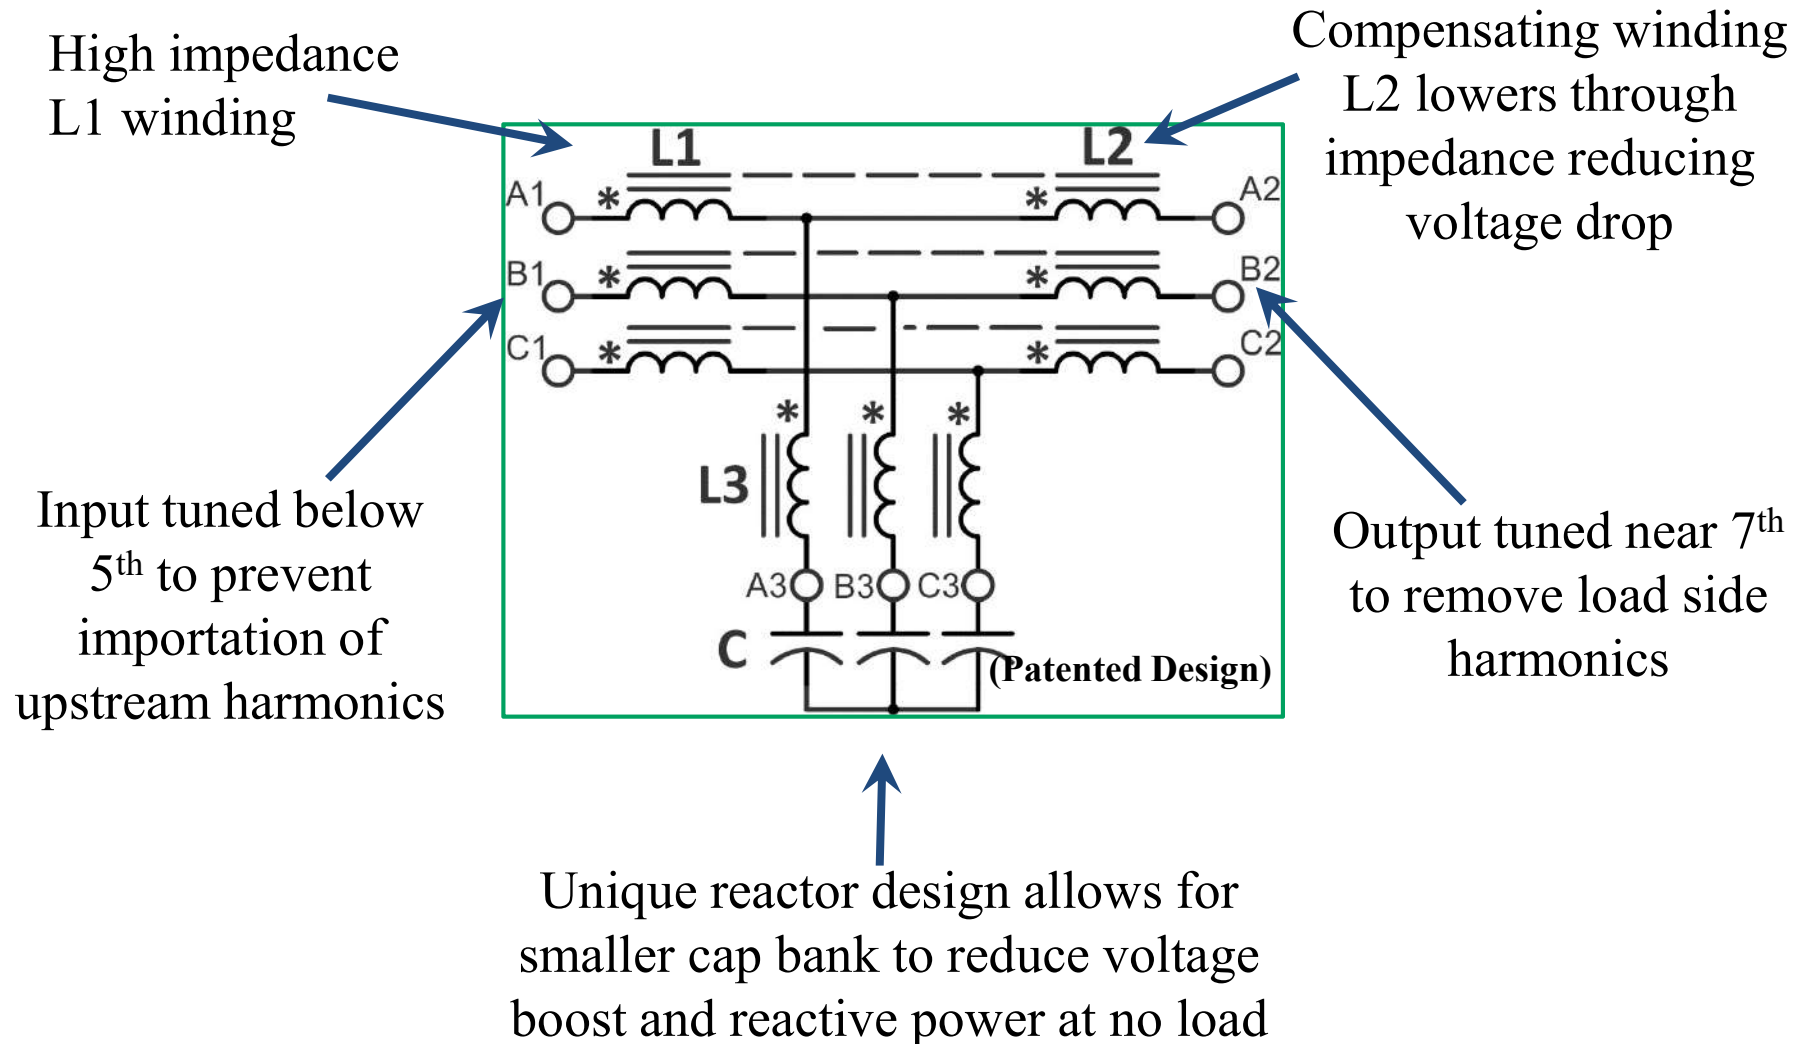 High impedance
L1 winding
Compensating winding
L2 lowers through
impedance reducing
voltage drop
L1
L2
A1 * * A2
B1 * * B2
C1 * * C2
* * *
L3
A3 B3 C3
C
(Patented Design)
Input tuned below
5th to prevent
importation of
upstream harmonics
Output tuned near 7th
to remove load side
harmonics
Unique reactor design allows for
smaller cap bank to reduce voltage
boost and reactive power at no load